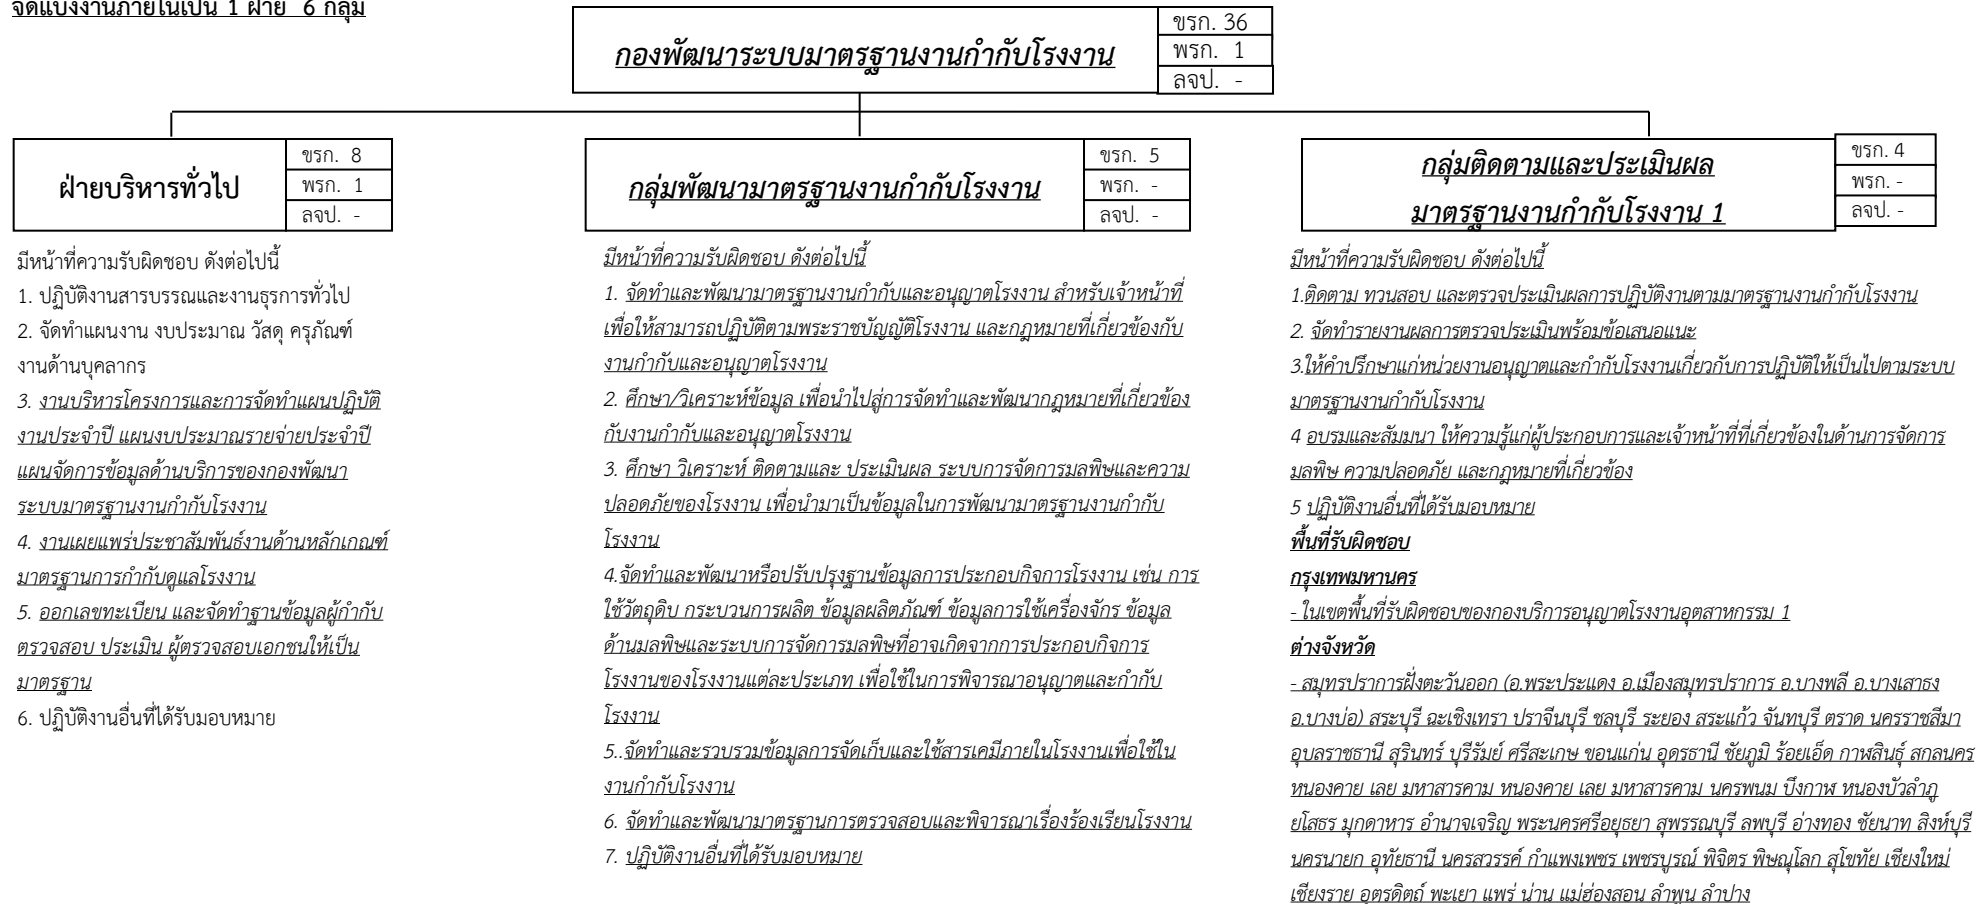 จัดแบ่งงานภายในเป็น 1 ฝ่าย 6 กลุ่ม
กองพัฒนาระบบมาตรฐานงานกำกับโรงงาน
ขรก. 36
พรก. 1
ลจป. -
ฝ่ายบริหารทั่วไป
ขรก. 8
พรก. 1
ลจป. -
มีหน้าที่ความรับผิดชอบ ดังต่อไปนี้
1. ปฏิบัติงานสารบรรณและงานธุรการทั่วไป
2. จัดทำแผนงาน งบประมาณ วัสดุ ครุภัณฑ์
งานด้านบุคลากร
3. งานบริหารโครงการและการจัดทำแผนปฏิบัติ
งานประจำปี แผนงบประมาณรายจ่ายประจำปี
แผนจัดการข้อมูลด้านบริการของกองพัฒนา
ระบบมาตรฐานงานกำกับโรงงาน
4. งานเผยแพร่ประชาสัมพันธ์งานด้านหลักเกณฑ์
มาตรฐานการกำกับดูแลโรงงาน
5. ออกเลขทะเบียน และจัดทำฐานข้อมูลผู้กำกับ
ตรวจสอบ ประเมิน ผู้ตรวจสอบเอกชนให้เป็น
มาตรฐาน
6. ปฏิบัติงานอื่นที่ได้รับมอบหมาย
กลุ่มพัฒนามาตรฐานงานกำกับโรงงาน
ขรก. 5
พรก. -
ลจป. -
มีหน้าที่ความรับผิดชอบ ดังต่อไปนี้
1. จัดทำและพัฒนามาตรฐานงานกำกับและอนุญาตโรงงาน สำหรับเจ้าหน้าที่
เพื่อให้สามารถปฏิบัติตามพระราชบัญญัติโรงงาน และกฎหมายที่เกี่ยวข้องกับ
งานกำกับและอนุญาตโรงงาน
2. ศึกษา/วิเคราะห์ข้อมูล เพื่อนำไปสู่การจัดทำและพัฒนากฎหมายที่เกี่ยวข้อง
กับงานกำกับและอนุญาตโรงงาน
3. ศึกษา วิเคราะห์ ติดตามและ ประเมินผล ระบบการจัดการมลพิษและความ
ปลอดภัยของโรงงาน เพื่อนำมาเป็นข้อมูลในการพัฒนามาตรฐานงานกำกับ
โรงงาน
4.จัดทำและพัฒนาหรือปรับปรุงฐานข้อมูลการประกอบกิจการโรงงาน เช่น การ
ใช้วัตถุดิบ กระบวนการผลิต ข้อมูลผลิตภัณฑ์ ข้อมูลการใช้เครื่องจักร ข้อมูล
ด้านมลพิษและระบบการจัดการมลพิษที่อาจเกิดจากการประกอบกิจการ
โรงงานของโรงงานแต่ละประเภท เพื่อใช้ในการพิจารณาอนุญาตและกำกับ
โรงงาน
5..จัดทำและรวบรวมข้อมูลการจัดเก็บและใช้สารเคมีภายในโรงงานเพื่อใช้ใน
งานกำกับโรงงาน
6. จัดทำและพัฒนามาตรฐานการตรวจสอบและพิจารณาเรื่องร้องเรียนโรงงาน
7. ปฏิบัติงานอื่นที่ได้รับมอบหมาย
กลุ่มติดตามและประเมินผล
มาตรฐานงานกำกับโรงงาน 1
ขรก. 4
พรก. -
ลจป. -
มีหน้าที่ความรับผิดชอบ ดังต่อไปนี้
1.ติดตาม ทวนสอบ และตรวจประเมินผลการปฏิบัติงานตามมาตรฐานงานกำกับโรงงาน
2. จัดทำรายงานผลการตรวจประเมินพร้อมข้อเสนอแนะ
3.ให้คำปรึกษาแก่หน่วยงานอนุญาตและกำกับโรงงานเกี่ยวกับการปฏิบัติให้เป็นไปตามระบบ
มาตรฐานงานกำกับโรงงาน
4 อบรมและสัมมนา ให้ความรู้แก่ผู้ประกอบการและเจ้าหน้าที่ที่เกี่ยวข้องในด้านการจัดการ
มลพิษ ความปลอดภัย และกฎหมายที่เกี่ยวข้อง
5 ปฏิบัติงานอื่นที่ได้รับมอบหมาย
พื้นที่รับผิดชอบ
กรุงเทพมหานคร
- ในเขตพื้นที่รับผิดชอบของกองบริการอนุญาตโรงงานอุตสาหกรรม 1
ต่างจังหวัด
- สมุทรปราการฝั่งตะวันออก (อ.พระประแดง อ.เมืองสมุทรปราการ อ.บางพลี อ.บางเสาธง
อ.บางบ่อ) สระบุรี ฉะเชิงเทรา ปราจีนบุรี ชลบุรี ระยอง สระแก้ว จันทบุรี ตราด นครราชสีมา
อุบลราชธานี สุรินทร์ บุรีรัมย์ ศรีสะเกษ ขอนแก่น อุดรธานี ชัยภูมิ ร้อยเอ็ด กาฬสินธุ์ สกลนคร
หนองคาย เลย มหาสารคาม หนองคาย เลย มหาสารคาม นครพนม บึงกาฬ หนองบัวลำภู
ยโสธร มุกดาหาร อำนาจเจริญ พระนครศรีอยุธยา สุพรรณบุรี ลพบุรี อ่างทอง ชัยนาท สิงห์บุรี
นครนายก อุทัยธานี นครสวรรค์ กำแพงเพชร เพชรบูรณ์ พิจิตร พิษณุโลก สุโขทัย เชียงใหม่
เชียงราย อุตรดิตถ์ พะเยา แพร่ น่าน แม่ฮ่องสอน ลำพูน ลำปาง